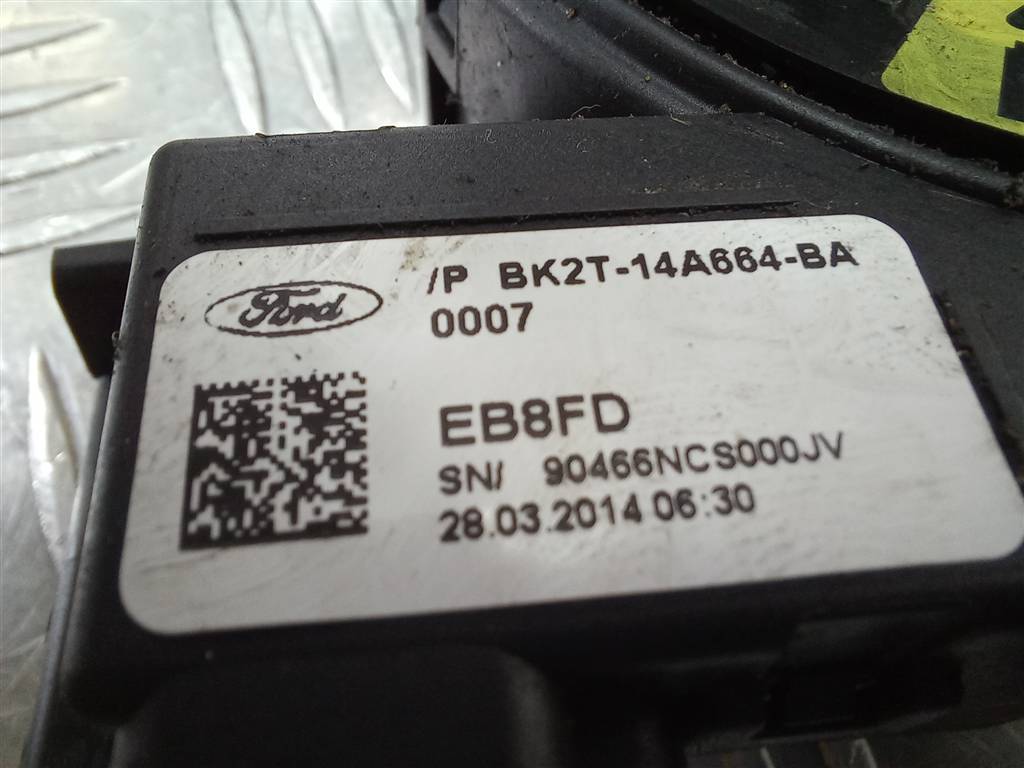 Ford
/P BK2T-14A664-BA
0007
EB8FD
SN/ 90466NCS000JV
28.03.2014 06:30